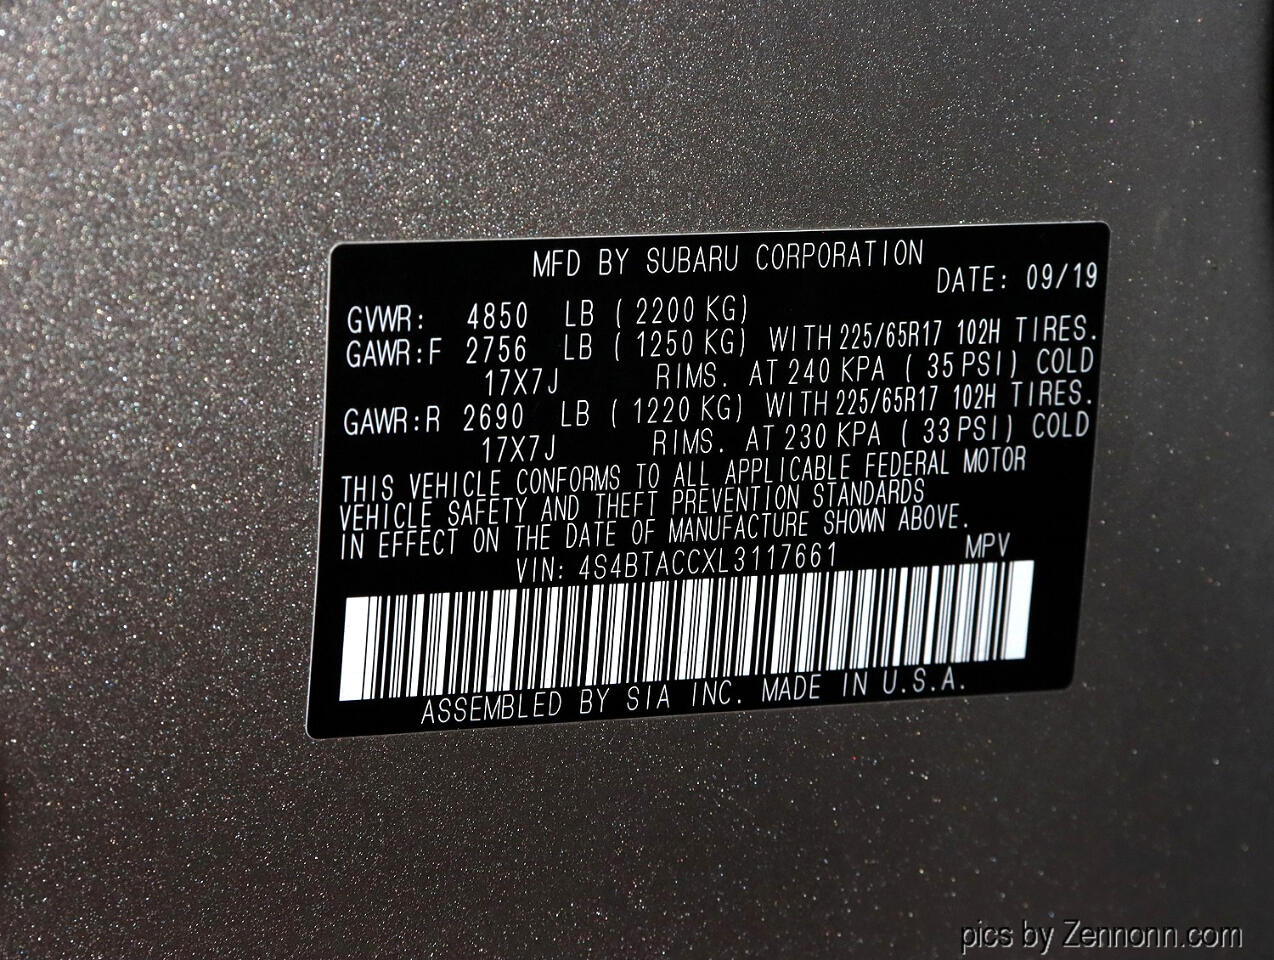 MFD BY SUBARU CORPORATION
DATE: 09/19
GVWR: 4850 LB ( 2200 KG)
GAWR:F 2756 LB ( 1250 KG) WITH 225/65R17 102H TIRES.
17X7J RIMS. AT 240 KPA ( 35 PSI) COLD
GAWR:R 2690 LB ( 1220 KG) WITH 225/65R17 102H TIRES.
17X7J RIMS. AT 230 KPA ( 33 PSI) COLD
THIS VEHICLE CONFORMS TO ALL APPLICABLE FEDERAL MOTOR
VEHICLE SAFETY AND THEFT PREVENTION STANDARDS
IN EFFECT ON THE DATE OF MANUFACTURE SHOWN ABOVE.
VIN: 4S4BTACCXL3117661 MPV
ASSEMBLED BY SIA INC. MADE IN U.S.A.
pics by Zennonn.com